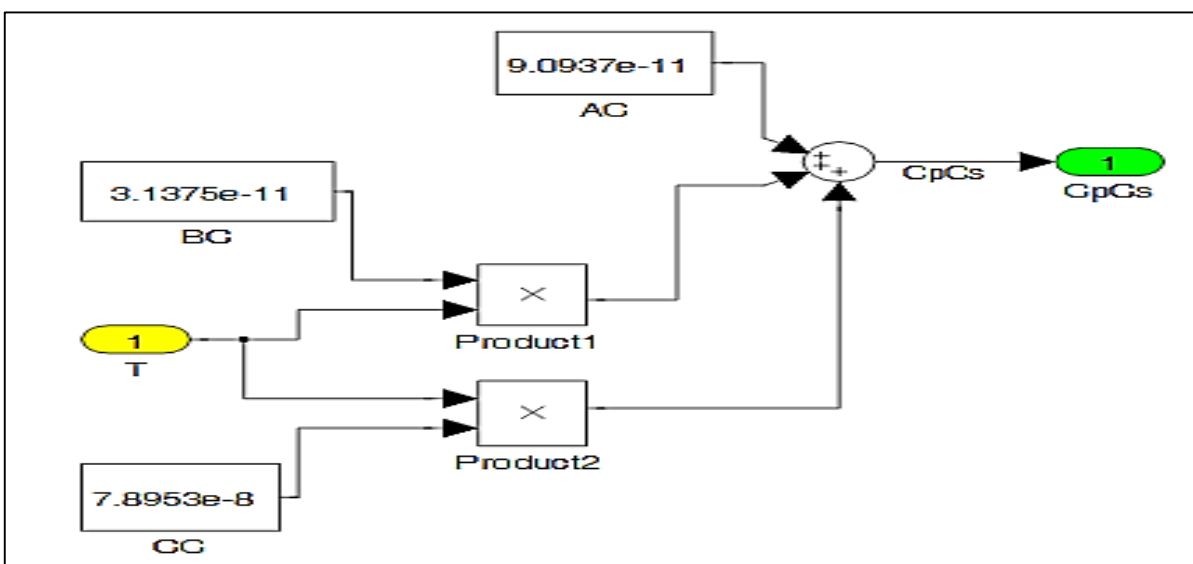 9.0937e-11
AC
+
+
+
CpCs
1
CpCs
3.1375e-11
BC
×
Product1
1
T
×
Product2
7.8953e-8
CC